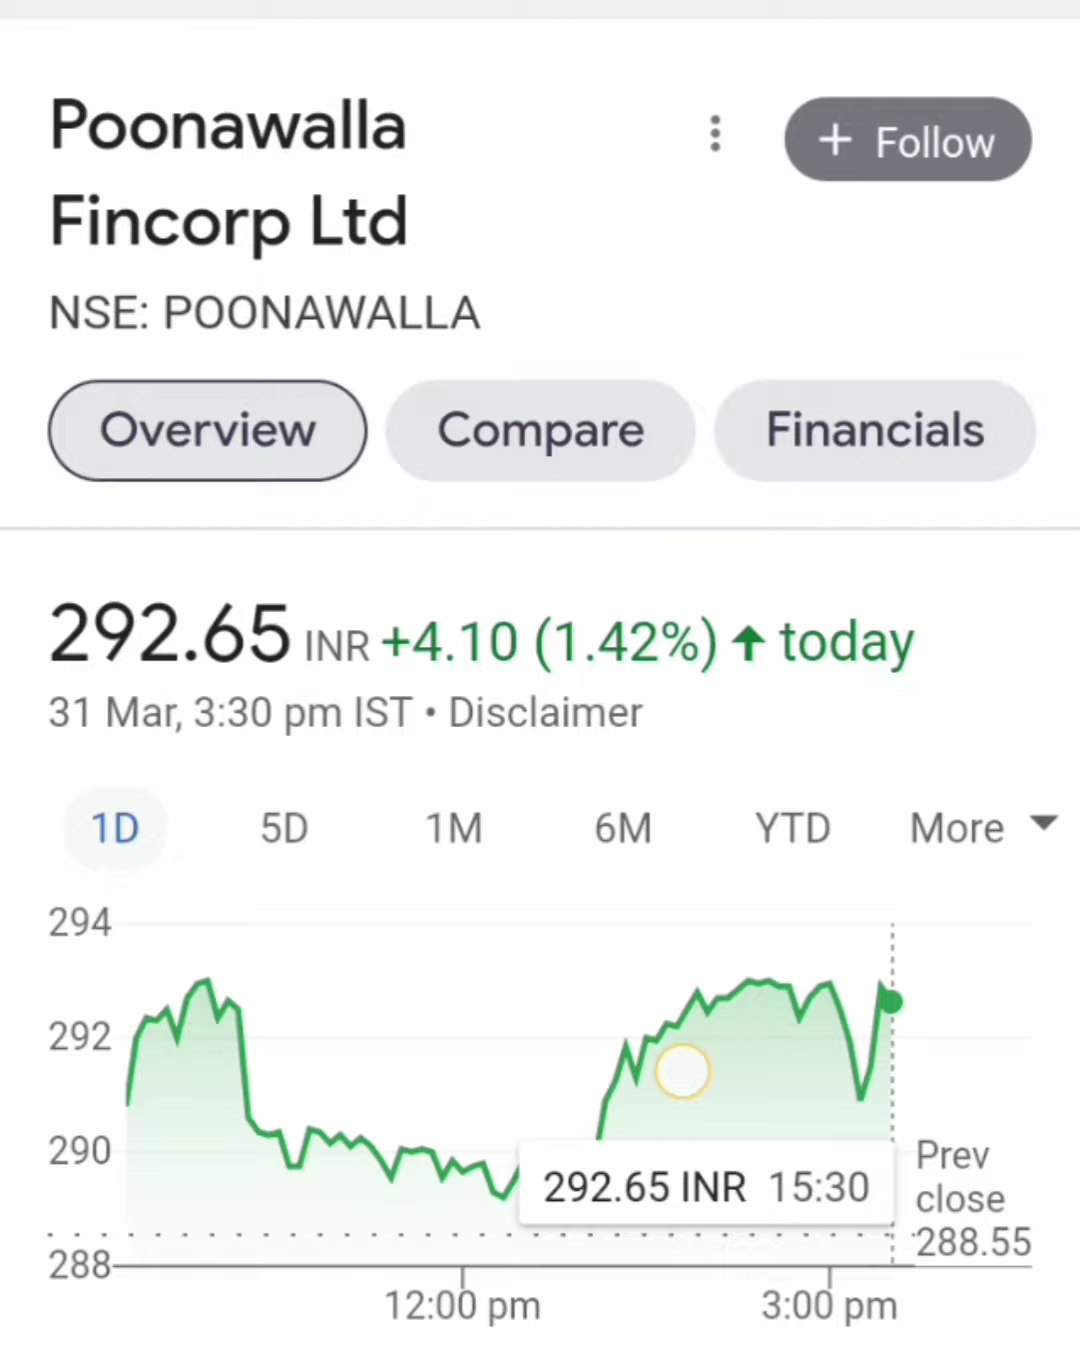 Poonawalla
Fincorp Ltd
+ Follow
NSE: POONAWALLA
Overview
Compare
Financials
292.65 INR +4.10 (1.42%) ↑ today
31 Mar, 3:30 pm IST • Disclaimer
1D 5D 1M 6M YTD More
294
292
290
288
292.65 INR 15:30
Prev
close
288.55
12:00 pm
3:00 pm